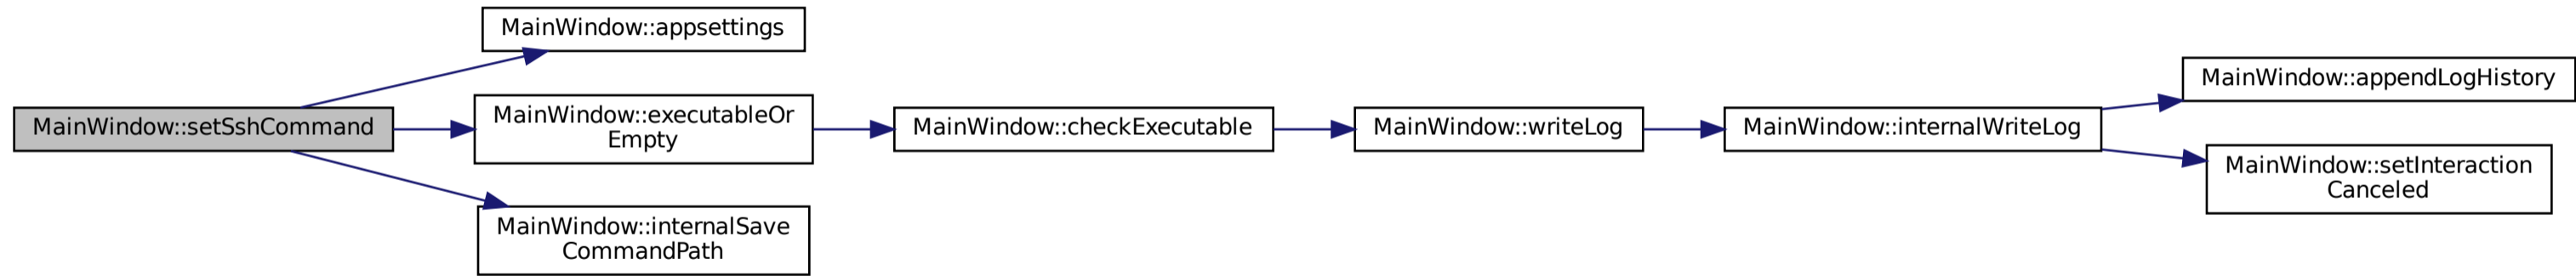 MainWindow::setSshCommand
MainWindow::appsettings
MainWindow::executableOr
Empty
MainWindow::internalSave
CommandPath
MainWindow::checkExecutable
MainWindow::writeLog
MainWindow::internalWriteLog
MainWindow::appendLogHistory
MainWindow::setInteraction
Canceled